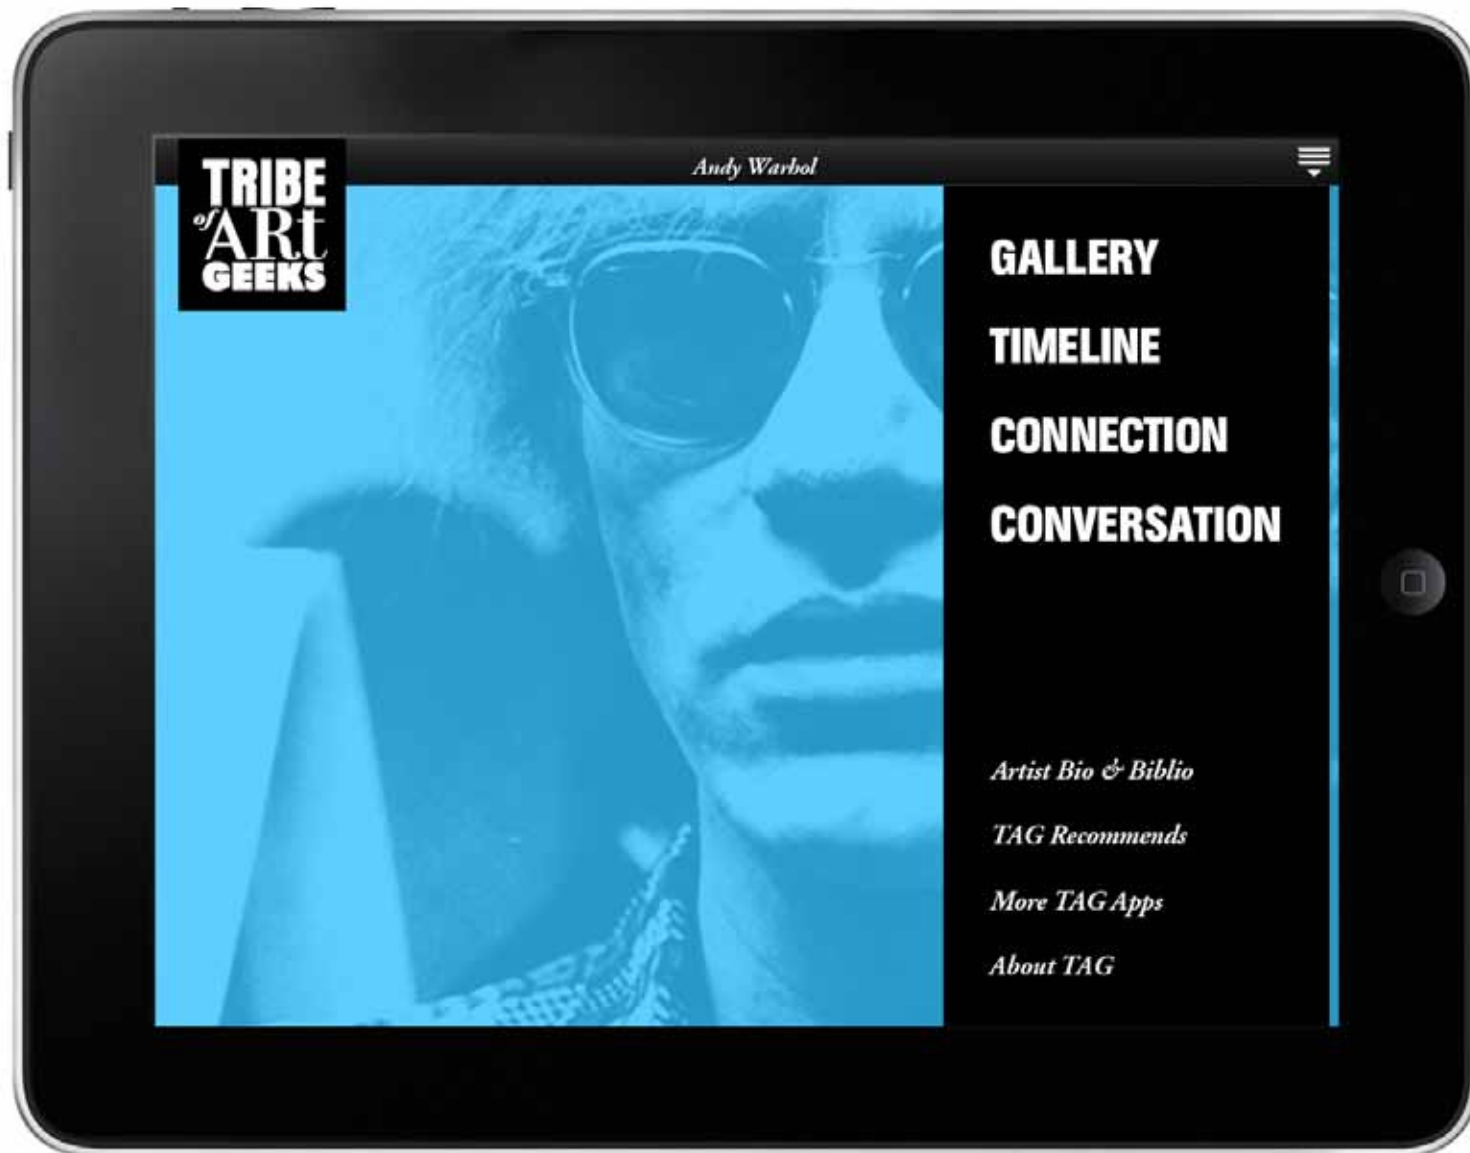 TRIBE
of ARt
GEEKS
Andy Warhol
GALLERY
TIMELINE
CONNECTION
CONVERSATION
Artist Bio & Biblio
TAG Recommends
More TAG Apps
About TAG